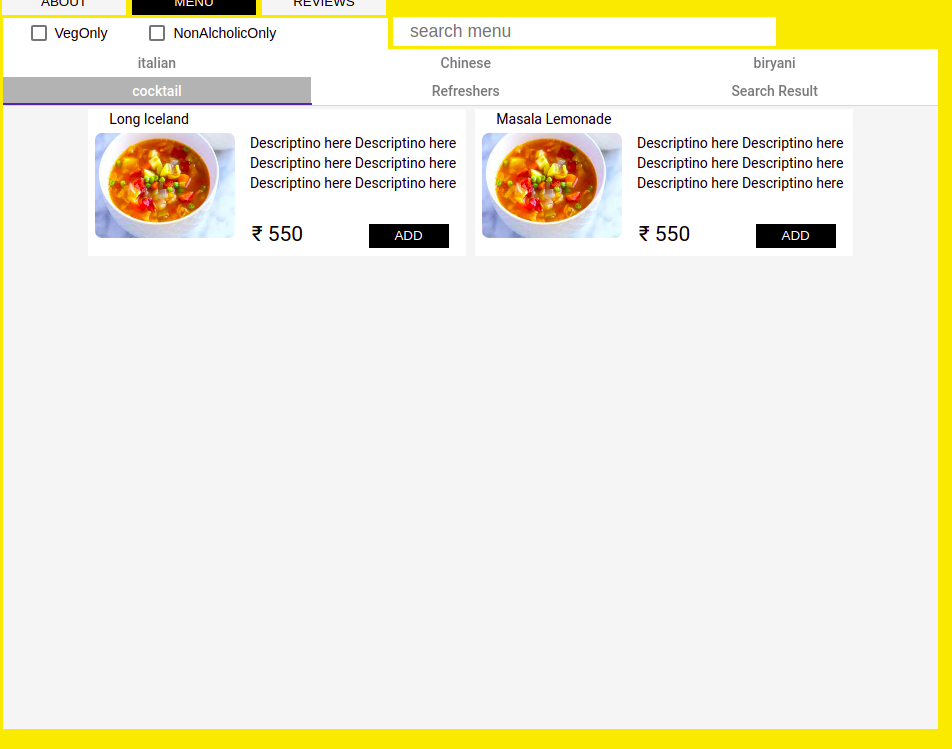 ABOUT MENU REVIEWS
VegOnly NonAlcholicOnly search menu
italian Chinese biryani
cocktail Refreshers Search Result
Long Iceland Masala Lemonade
Descriptino here Descriptino here Descriptino here Descriptino here
Descriptino here Descriptino here Descriptino here Descriptino here
Descriptino here Descriptino here Descriptino here Descriptino here
₹ 550 ADD ₹ 550 ADD